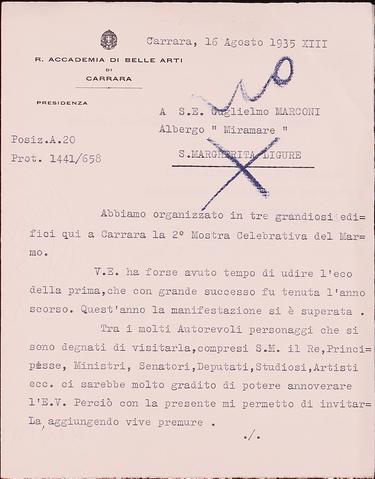 Carrara, 16 Agosto 1935 XIII
R. ACCADEMIA DI BELLE ARTI
DI
CARRARA
PRESIDENZA
A S.E. Guglielmo MARCONI
Albergo " Miramare "
S.MARGHERITA LIGURE
Posiz.A.20
Prot. 1441/658
Abbiamo organizzato in tre grandiosi edi=
fici qui a Carrara la 2º Mostra Celebrativa del Mar=
mo.
V.E. ha forse avuto tempo di udire l'eco
della prima,che con grande successo fu tenuta l'anno
scorso. Quest'anno la manifestazione si è superata .
Tra i molti Autorevoli personaggi che si
sono degnati di visitarla,compresi S.M. il Re,Princi=
pesse, Ministri, Senatori,Deputati,Studiosi,Artisti
ecc. ci sarebbe molto gradito di potere annoverare
l'E.V. Perciò con la presente mi permetto di invitar=
La, aggiungendo vive premure .
./.